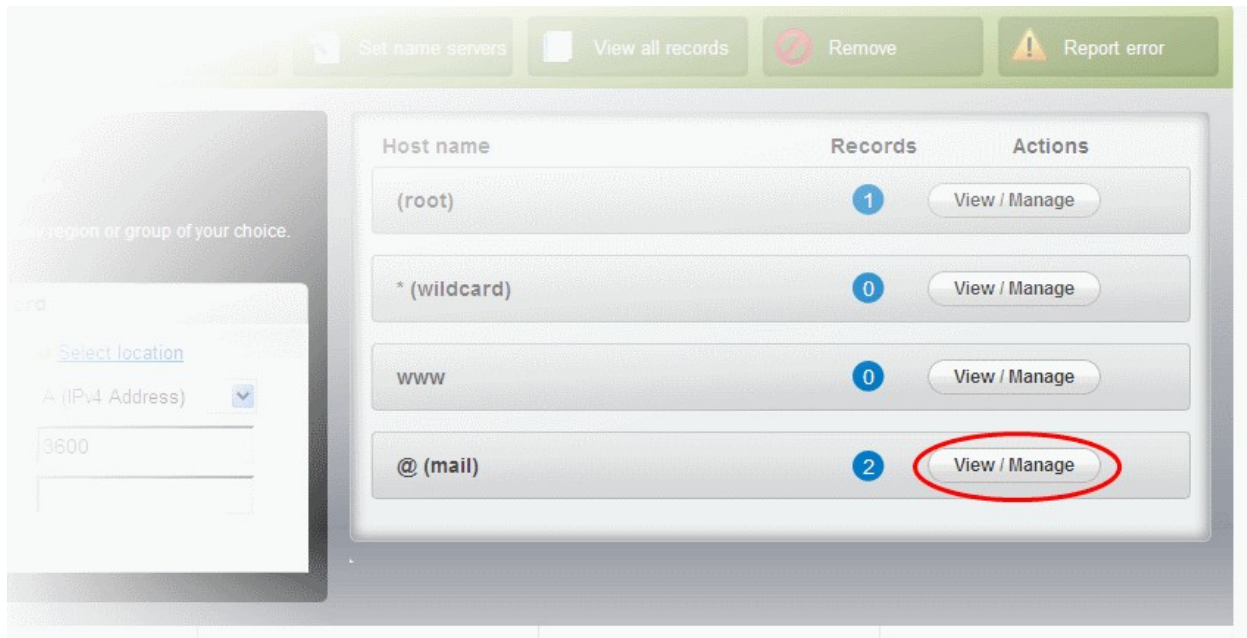 Set name servers View all records Remove Report error
Host name Records Actions
(root) 1 View / Manage
region or group of your choice.
* (wildcard) 0 View / Manage
Select location
www 0 View / Manage
A (IPv4 Address)
3600
@ (mail) 2 View / Manage